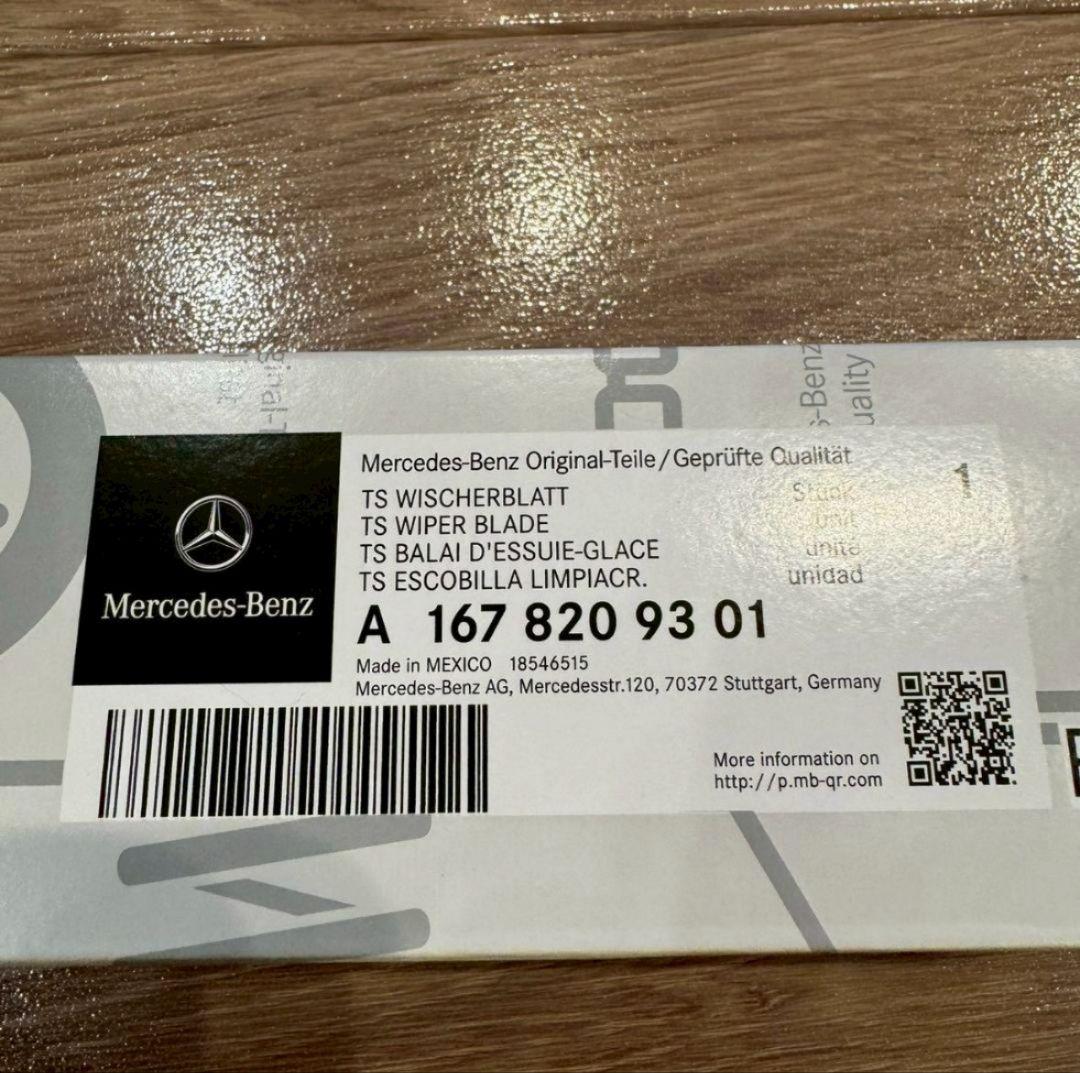 s-Benz
uality
Mercedes-Benz
Mercedes-Benz Original-Teile/Geprüfte Qualität
TS WISCHERBLATT
TS WIPER BLADE
TS BALAI D'ESSUIE-GLACE
TS ESCOBILLA LIMPIACR.
Stück 1
unit
unité
unidad
A 167 820 93 01
Made in MEXICO 18546515
Mercedes-Benz AG, Mercedesstr.120, 70372 Stuttgart, Germany
More information on
http://p.mb-qr.com